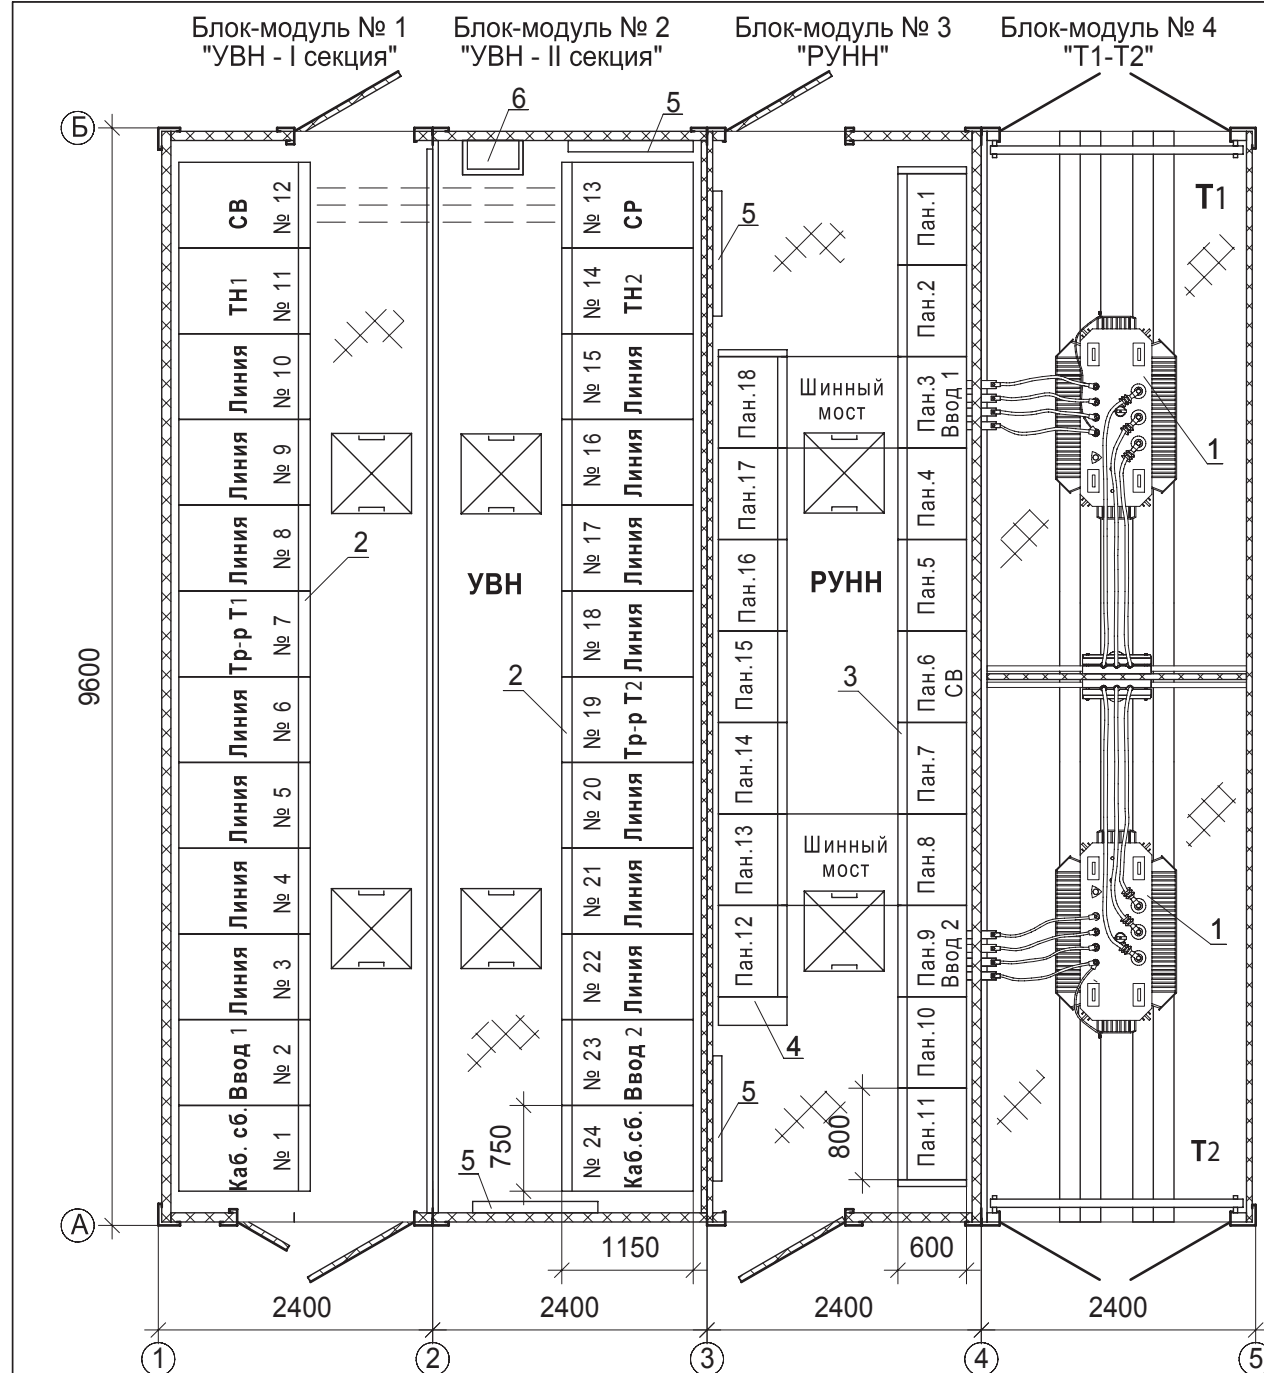 Блок-модуль № 1
"УВН - I секция"
Блок-модуль № 2
"УВН - II секция"
Блок-модуль № 3
"РУНН"
Блок-модуль № 4
"Т1-Т2"
Б
6
5
СВ
№ 12
ТН1
№ 11
Линия
№ 10
Линия
№ 9
Линия
№ 8
Тр-р Т1
№ 7
Линия
№ 6
Линия
№ 5
Линия
№ 4
Линия
№ 3
Ввод 1
№ 2
Каб. сб.
№ 1
2
9600
УВН
2
№ 13
СР
№ 14
ТН2
№ 15
Линия
№ 16
Линия
№ 17
Линия
№ 18
Линия
№ 19
Тр-р Т2
№ 20
Линия
№ 21
Линия
№ 22
Линия
№ 23
Ввод 2
№ 24
Каб.сб.
750
5
5
Пан.18
Пан.17
Пан.16
Пан.15
Пан.14
Пан.13
Пан.12
4
5
Шинный
мост
РУНН
3
Шинный
мост
Пан.1
Пан.2
Пан.3
Ввод 1
Пан.4
Пан.5
Пан.6
СВ
Пан.7
Пан.8
Пан.9
Ввод 2
Пан.10
Пан.11
800
Т1
1
1
Т2
А
1150
600
2400
2400
2400
2400
1
2
3
4
5